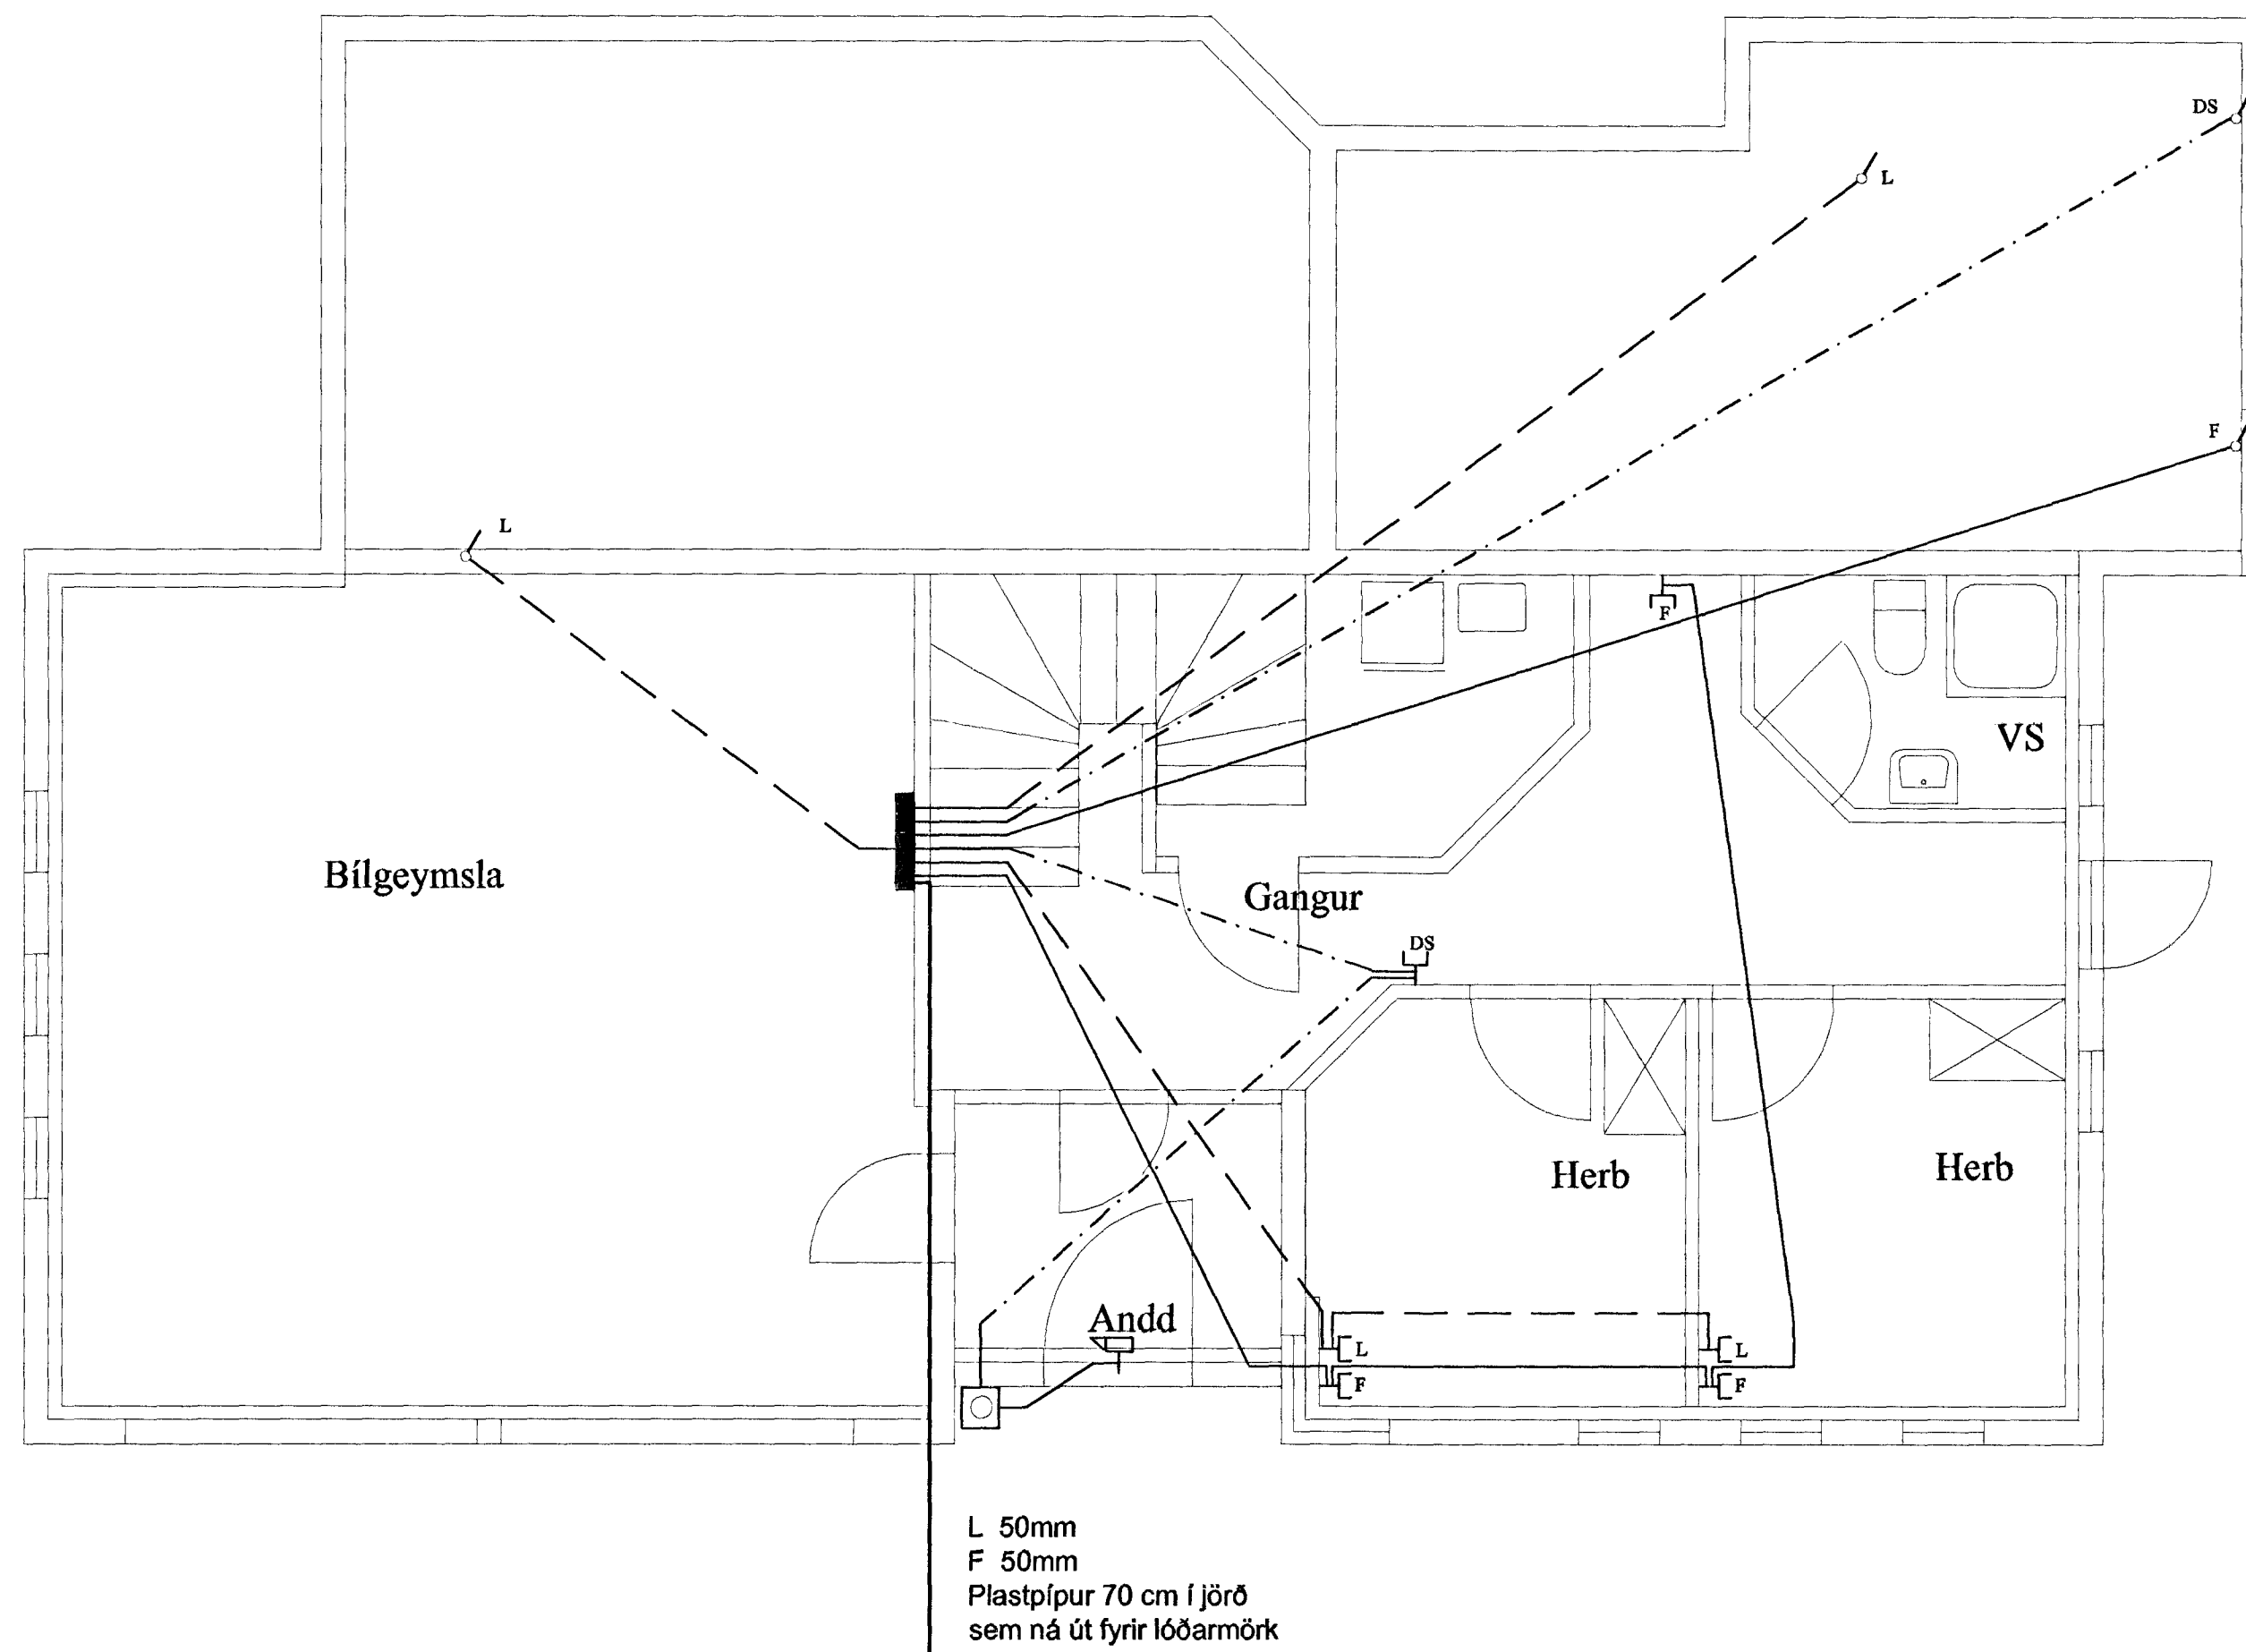 DS
L
F
L
F
VS
Bílgeymsla
Gangur
DS
Herb
Herb
Andd
L
L
F
F
L 50mm
F 50mm
Plastpípur 70 cm í jörð
sem ná út fyrir lóðarmörk